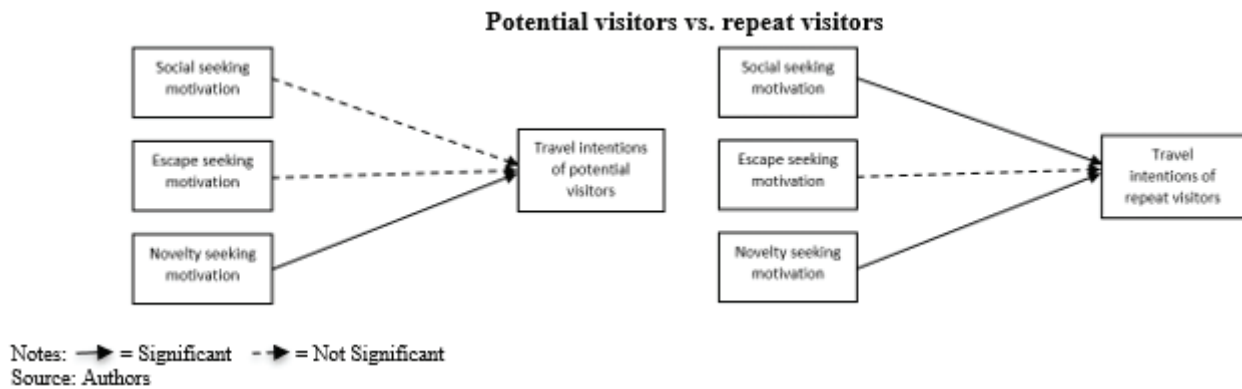 Potential visitors vs. repeat visitors
Social seeking
motivation
Escape seeking
motivation
Novelty seeking
motivation
Travel intentions
of potential
visitors
Social seeking
motivation
Escape seeking
motivation
Novelty seeking
motivation
Travel
intentions of
repeat visitors
Notes: = Significant = Not Significant
Source: Authors